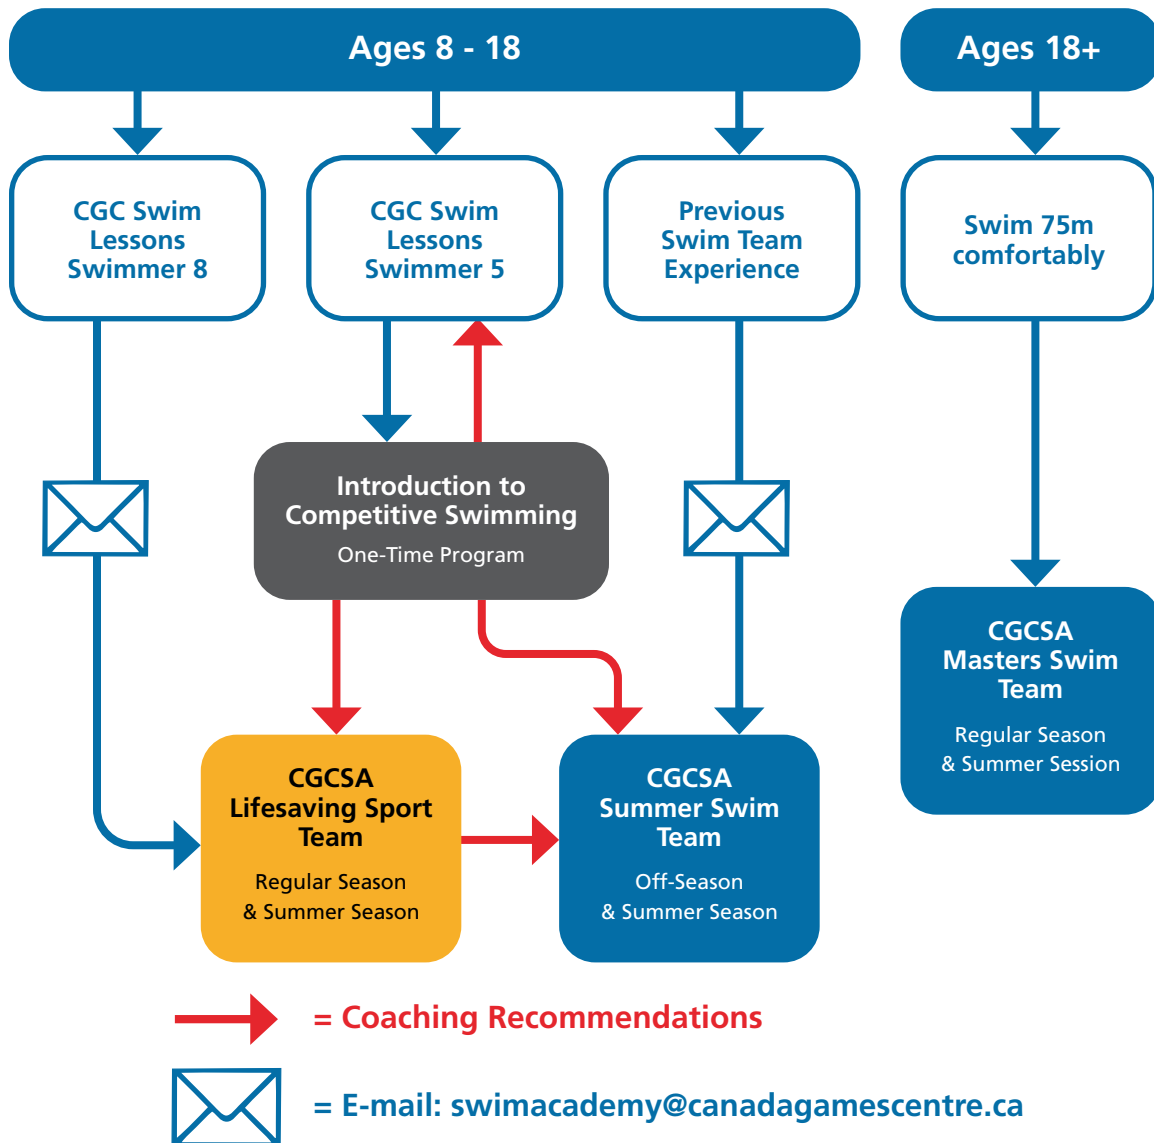 Ages 8 - 18
Ages 18+
CGC Swim
Lessons
Swimmer 8
CGC Swim
Lessons
Swimmer 5
Previous
Swim Team
Experience
Swim 75m
comfortably
Introduction to
Competitive Swimming
One-Time Program
CGCSA
Masters Swim
Team
Regular Season
& Summer Session
CGCSA
Lifesaving Sport
Team
Regular Season
& Summer Season
CGCSA
Summer Swim
Team
Off-Season
& Summer Season
= Coaching Recommendations
= E-mail: swimacademy@canadagamescentre.ca